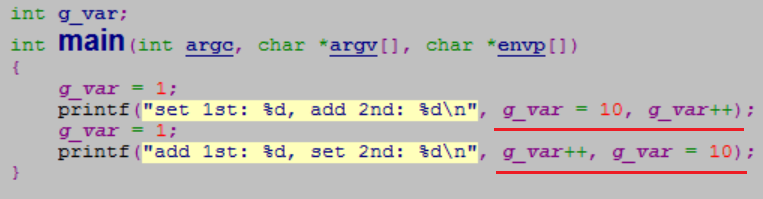 int g_var;
int main(int argc, char *argv[], char *envp[])
{
g_var = 1;
printf("set 1st: %d, add 2nd: %d\n", g_var = 10, g_var++);
g_var = 1;
printf("add 1st: %d, set 2nd: %d\n", g_var++, g_var = 10);
}